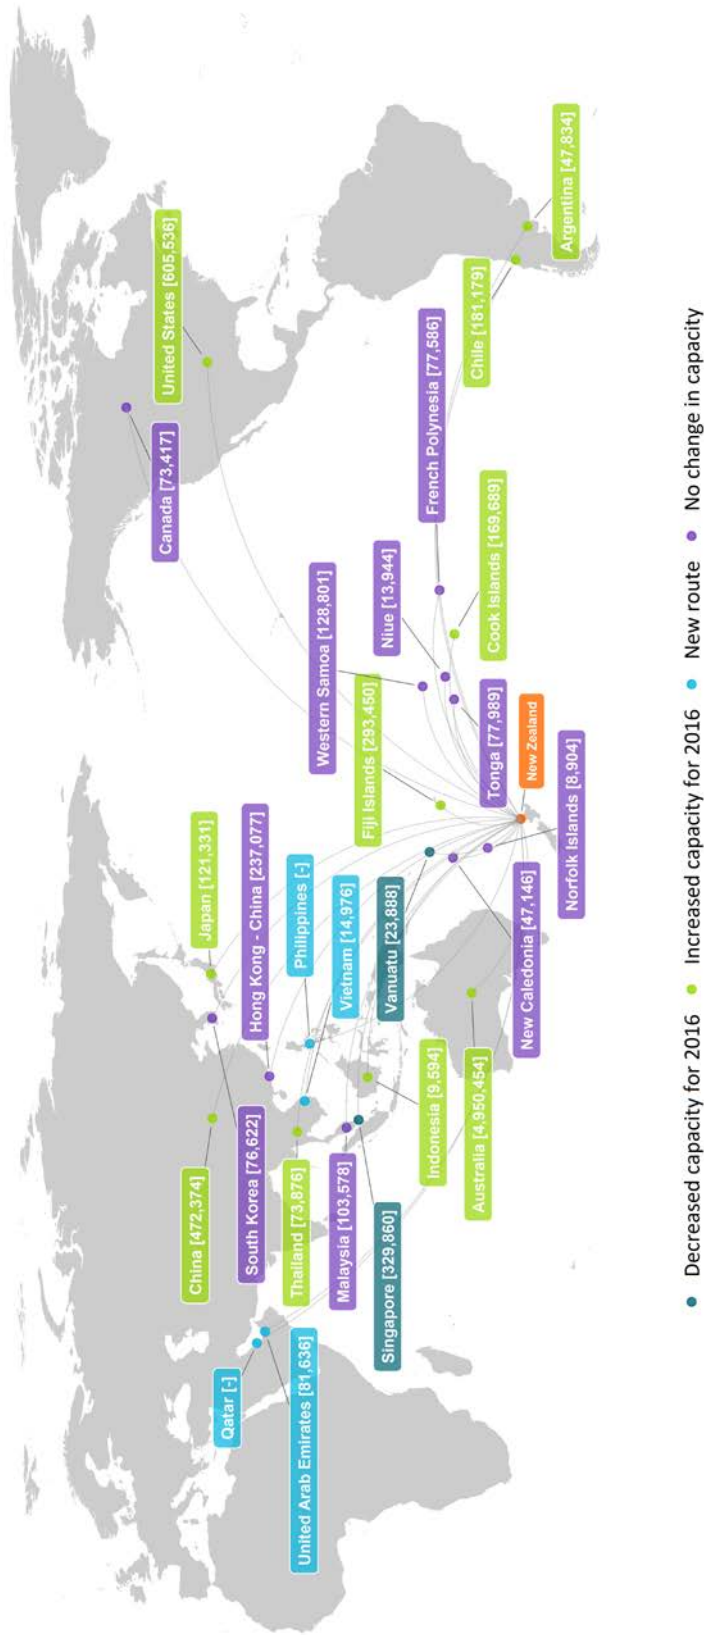 Canada [73,417]
United States [605,536]
Japan [121,331]
Hong Kong - China [237,077]
China [472,374]
South Korea [76,622]
Qatar [-]
United Arab Emirates [81,636]
Thailand [73,876]
Philippines [-]
Vietnam [14,976]
Malaysia [103,578]
Singapore [329,860]
Vanuatu [23,888]
Indonesia [9,594]
Australia [4,950,454]
Western Samoa [128,801]
Fiji Islands [293,450]
Niue [13,944]
French Polynesia [77,586]
Cook Islands [169,689]
Tonga [77,989]
New Zealand
New Caledonia [47,146]
Norfolk Islands [8,904]
Chile [181,179]
Argentina [47,834]
Decreased capacity for 2016
Increased capacity for 2016
New route
No change in capacity